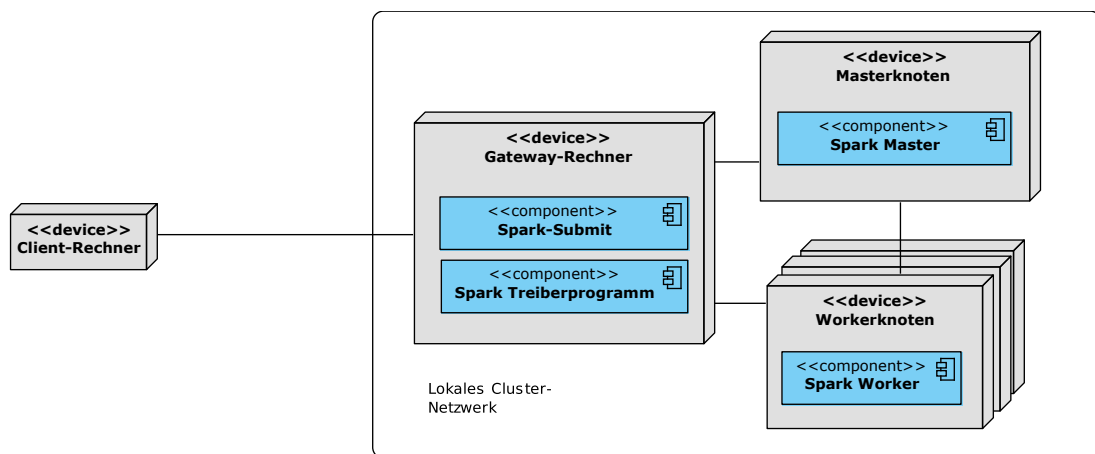 <<device>>
Masterknoten
<<component>>
Spark Master
<<device>>
Gateway-Rechner
<<component>>
Spark-Submit
<<component>>
Spark Treiberprogramm
<<device>>
Client-Rechner
<<device>>
Workerknoten
<<component>>
Spark Worker
Lokales Cluster-
Netzwerk